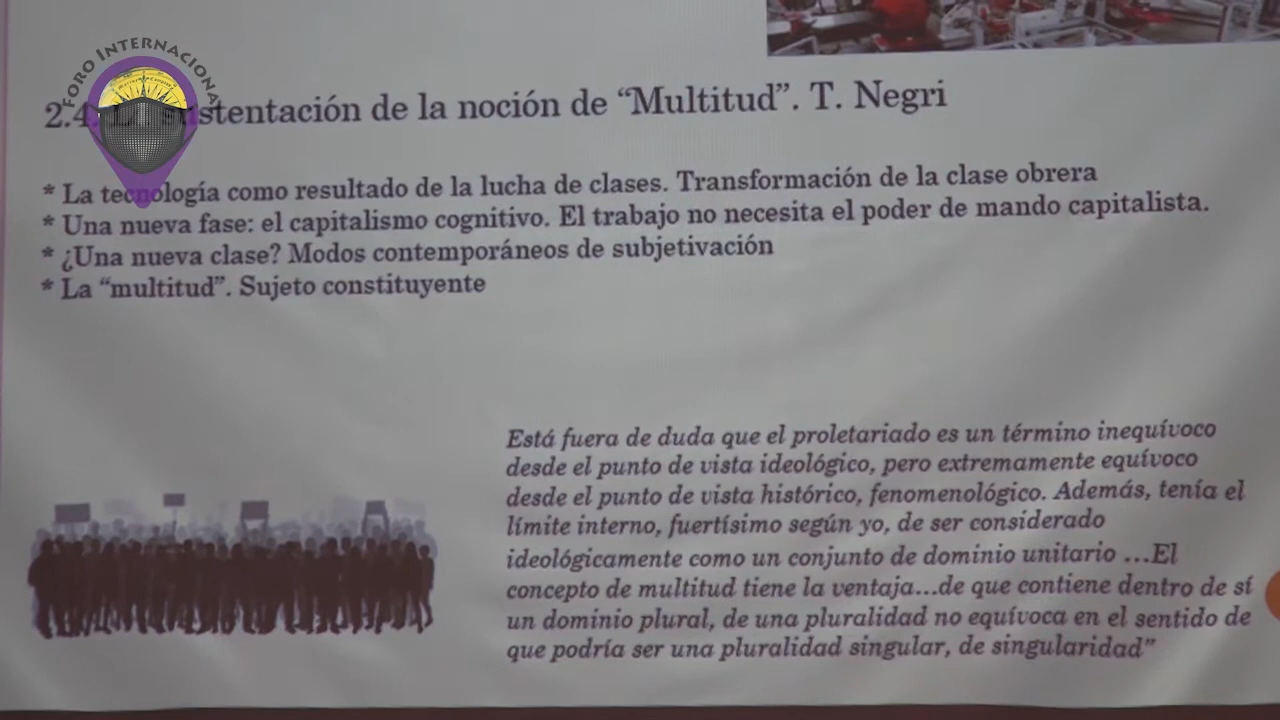 FORO INTERNACIONAL
2.4. La sustentación de la noción de “Multitud”. T. Negri
* La tecnología como resultado de la lucha de clases. Transformación de la clase obrera
* Una nueva fase: el capitalismo cognitivo. El trabajo no necesita el poder de mando capitalista.
* ¿Una nueva clase? Modos contemporáneos de subjetivación
* La “multitud”. Sujeto constituyente
Está fuera de duda que el proletariado es un término inequívoco
desde el punto de vista ideológico, pero extremamente equívoco
desde el punto de vista histórico, fenomenológico. Además, tenía el
límite interno, fuertísimo según yo, de ser considerado
ideológicamente como un conjunto de dominio unitario …El
concepto de multitud tiene la ventaja…de que contiene dentro de sí
un dominio plural, de una pluralidad no equívoca en el sentido de
que podría ser una pluralidad singular, de singularidad”